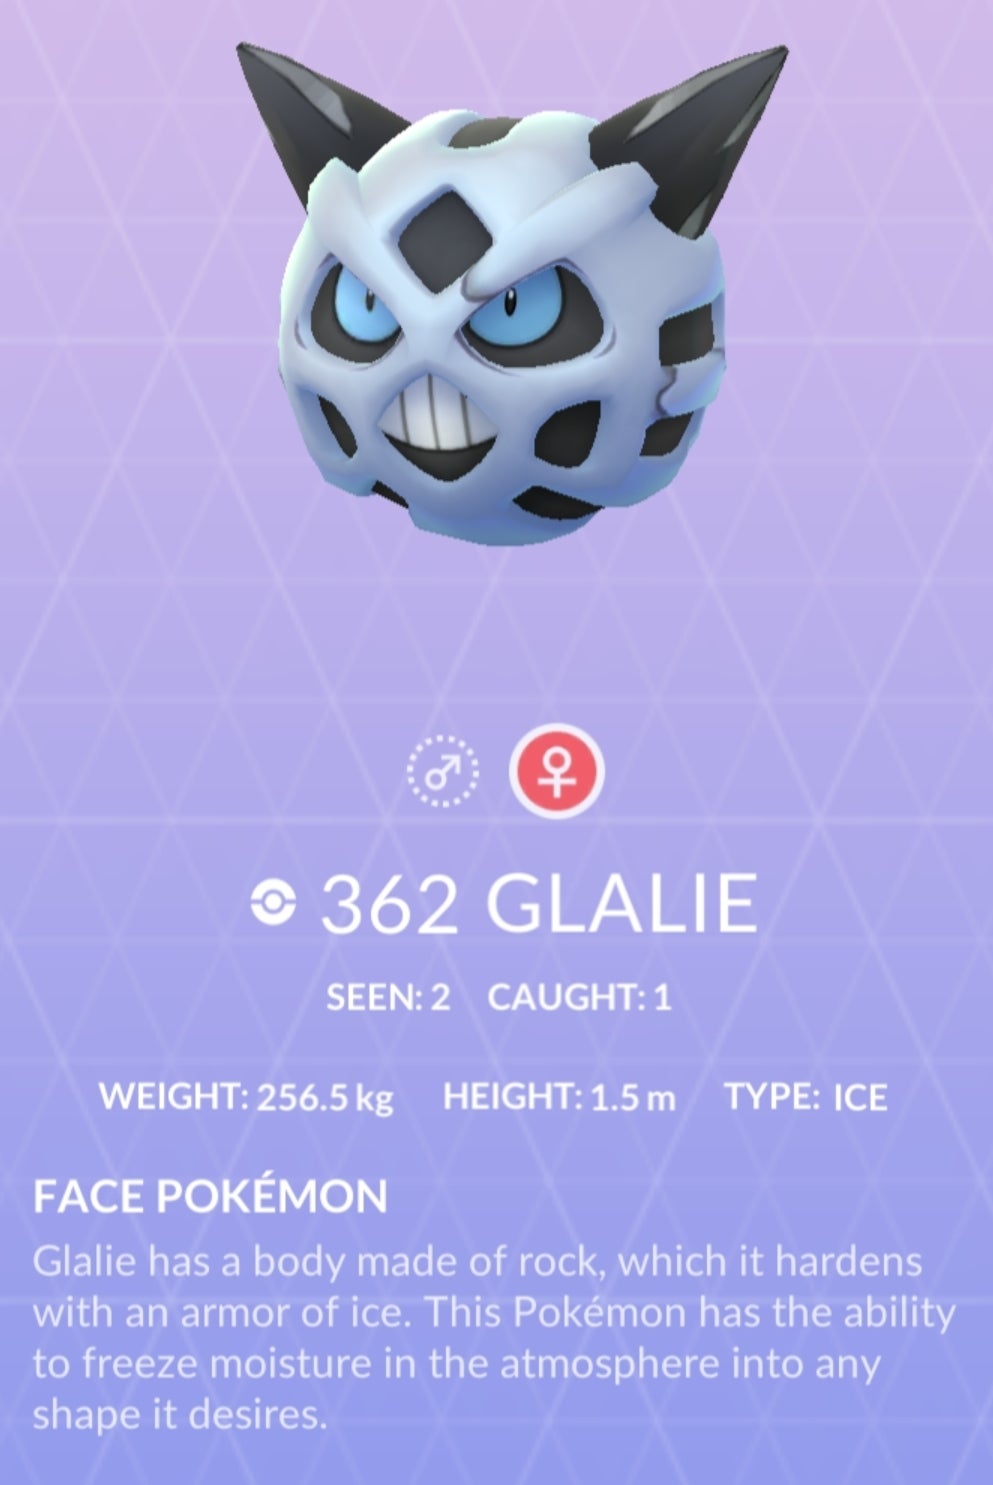 362 GLALIE
SEEN: 2 CAUGHT: 1
WEIGHT: 256.5 kg HEIGHT: 1.5 m TYPE: ICE
FACE POKÉMON
Glalie has a body made of rock, which it hardens
with an armor of ice. This Pokémon has the ability
to freeze moisture in the atmosphere into any
shape it desires.